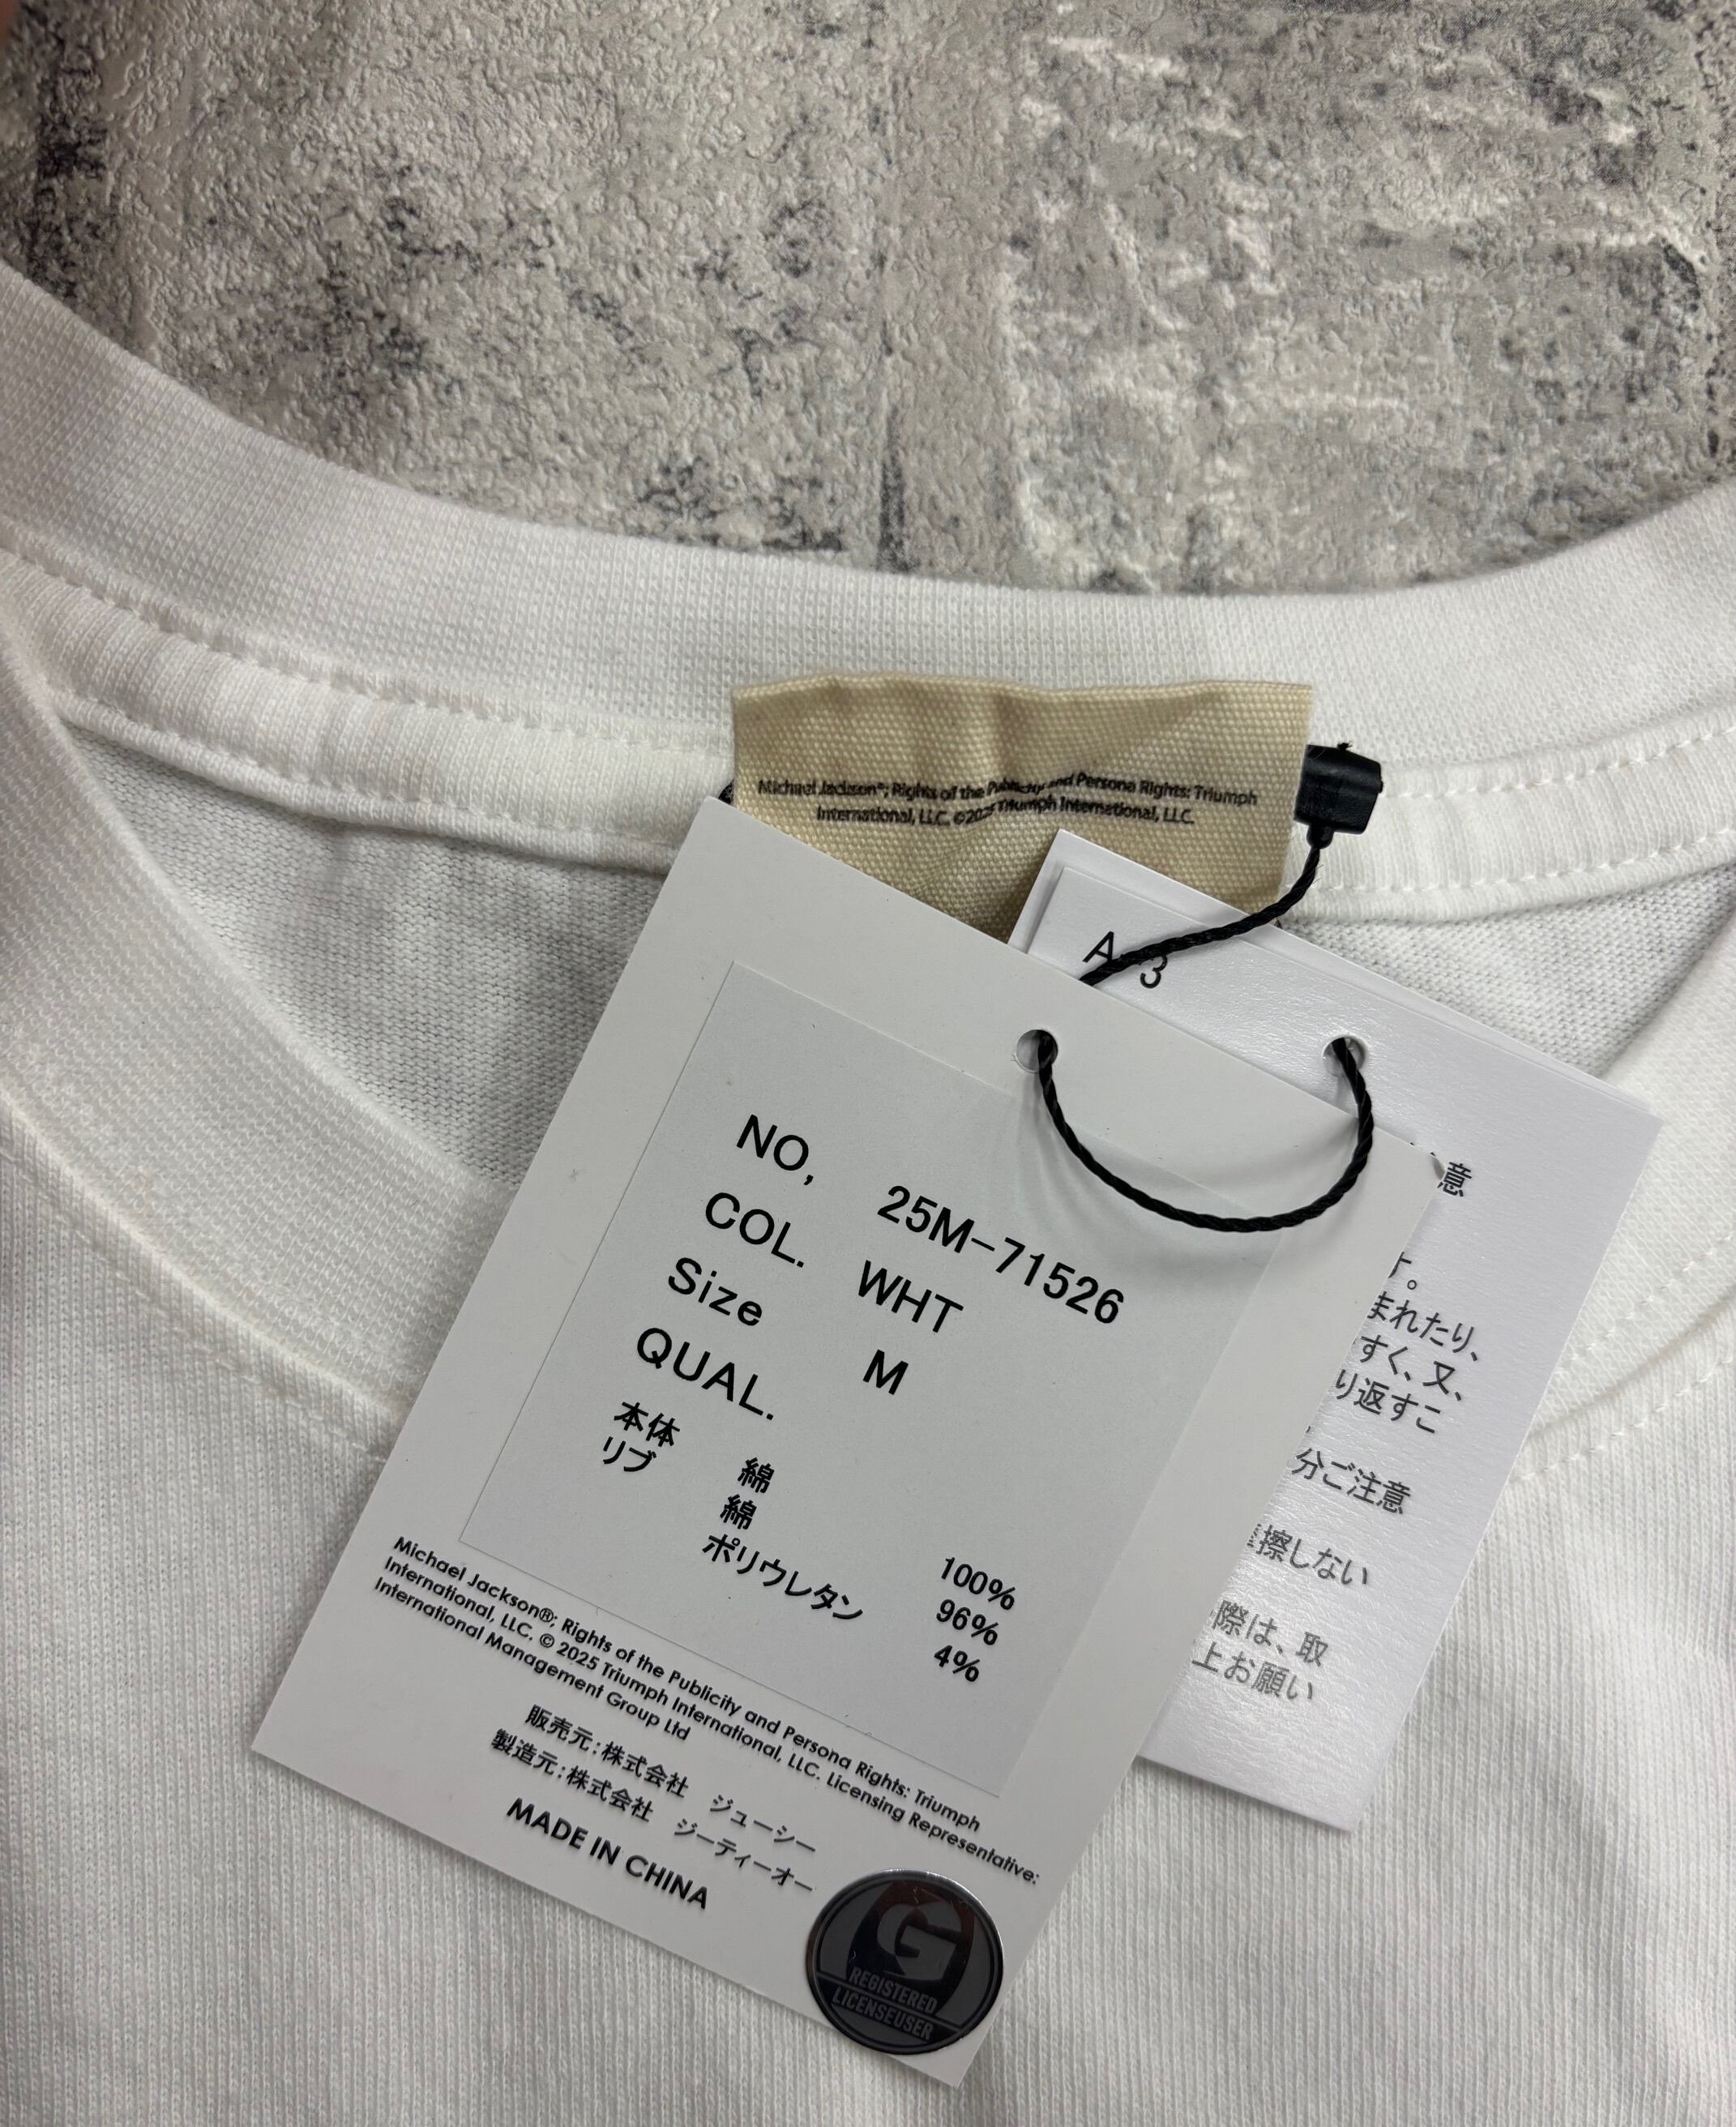 Michael Jackson®; Rights of the Publicity and Persona Rights: Triumph
International, LLC. ©2025 Triumph International, LLC.
A-3
NO, 25M-71526
COL. WHT
Size M
QUAL.
本体 綿 100%
リブ 綿 96%
ポリウレタン 4%
Michael Jackson®; Rights of the Publicity and Persona Rights: Triumph
International, LLC. © 2025 Triumph International, LLC. Licensing Representative:
International Management Group Ltd
販売元:株式会社 ジューシー
製造元:株式会社 ジーティーオー
MADE IN CHINA
G
REGISTERED
LICENSEUSER
意
す。
まれたり、
すく、又、
り返すこ
分ご注意
擦しない
際は、取
上お願い